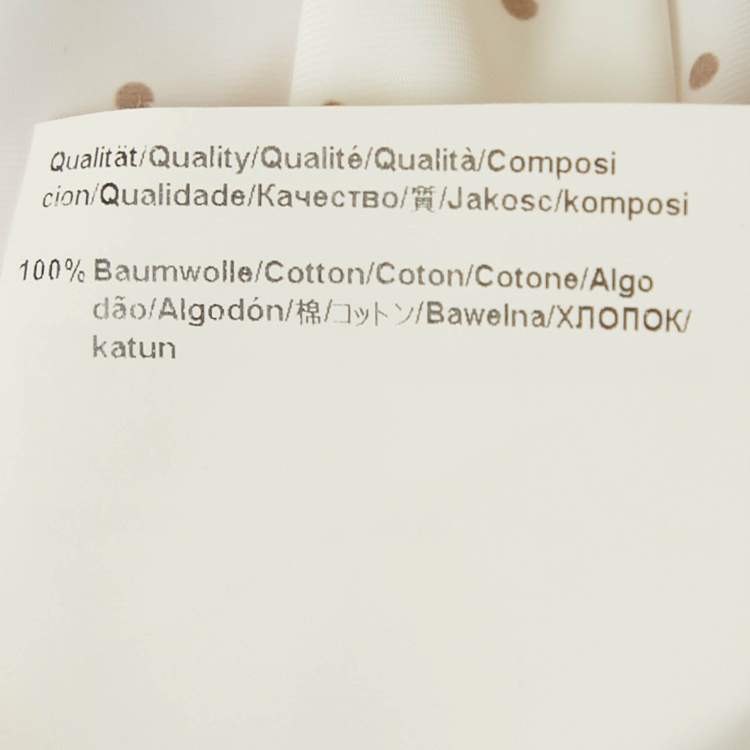 Qualität/Quality/Qualité/Qualità/Composi
cion/Qualidade/Качество/質/Jakosc/komposi
100% Baumwolle/Cotton/Coton/Cotone/Algo
dão/Algodón/棉/コットン/Bawelna/ХЛОПОК/
katun